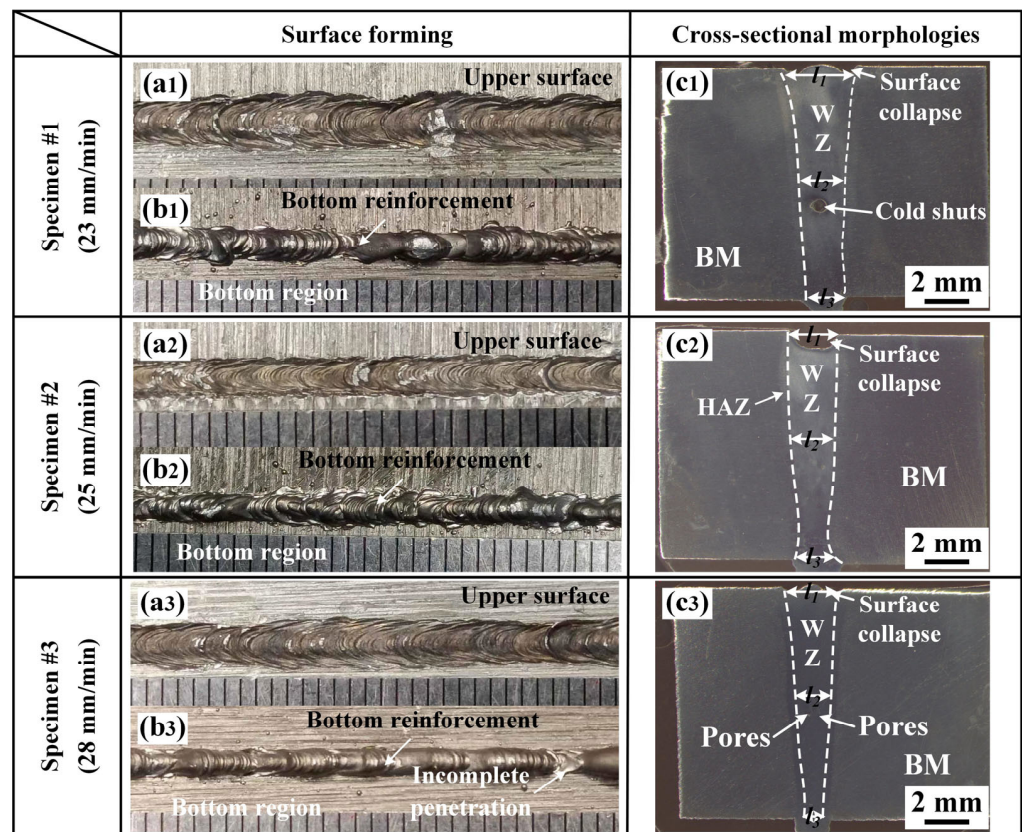 Surface forming
Cross-sectional morphologies
Specimen #1
(23 mm/min)
(a1)
Upper surface
(b1)
Bottom reinforcement
Bottom region
(c1)
l1
Surface
collapse
W
Z
l2
Cold shuts
BM
l3
2 mm
Specimen #2
(25 mm/min)
(a2)
Upper surface
(b2)
Bottom reinforcement
Bottom region
(c2)
l1
Surface
collapse
W
Z
HAZ
l2
BM
l3
2 mm
Specimen #3
(28 mm/min)
(a3)
Upper surface
(b3)
Bottom reinforcement
Incomplete
penetration
Bottom region
(c3)
l1
Surface
collapse
W
Z
l2
Pores
Pores
BM
l3
2 mm